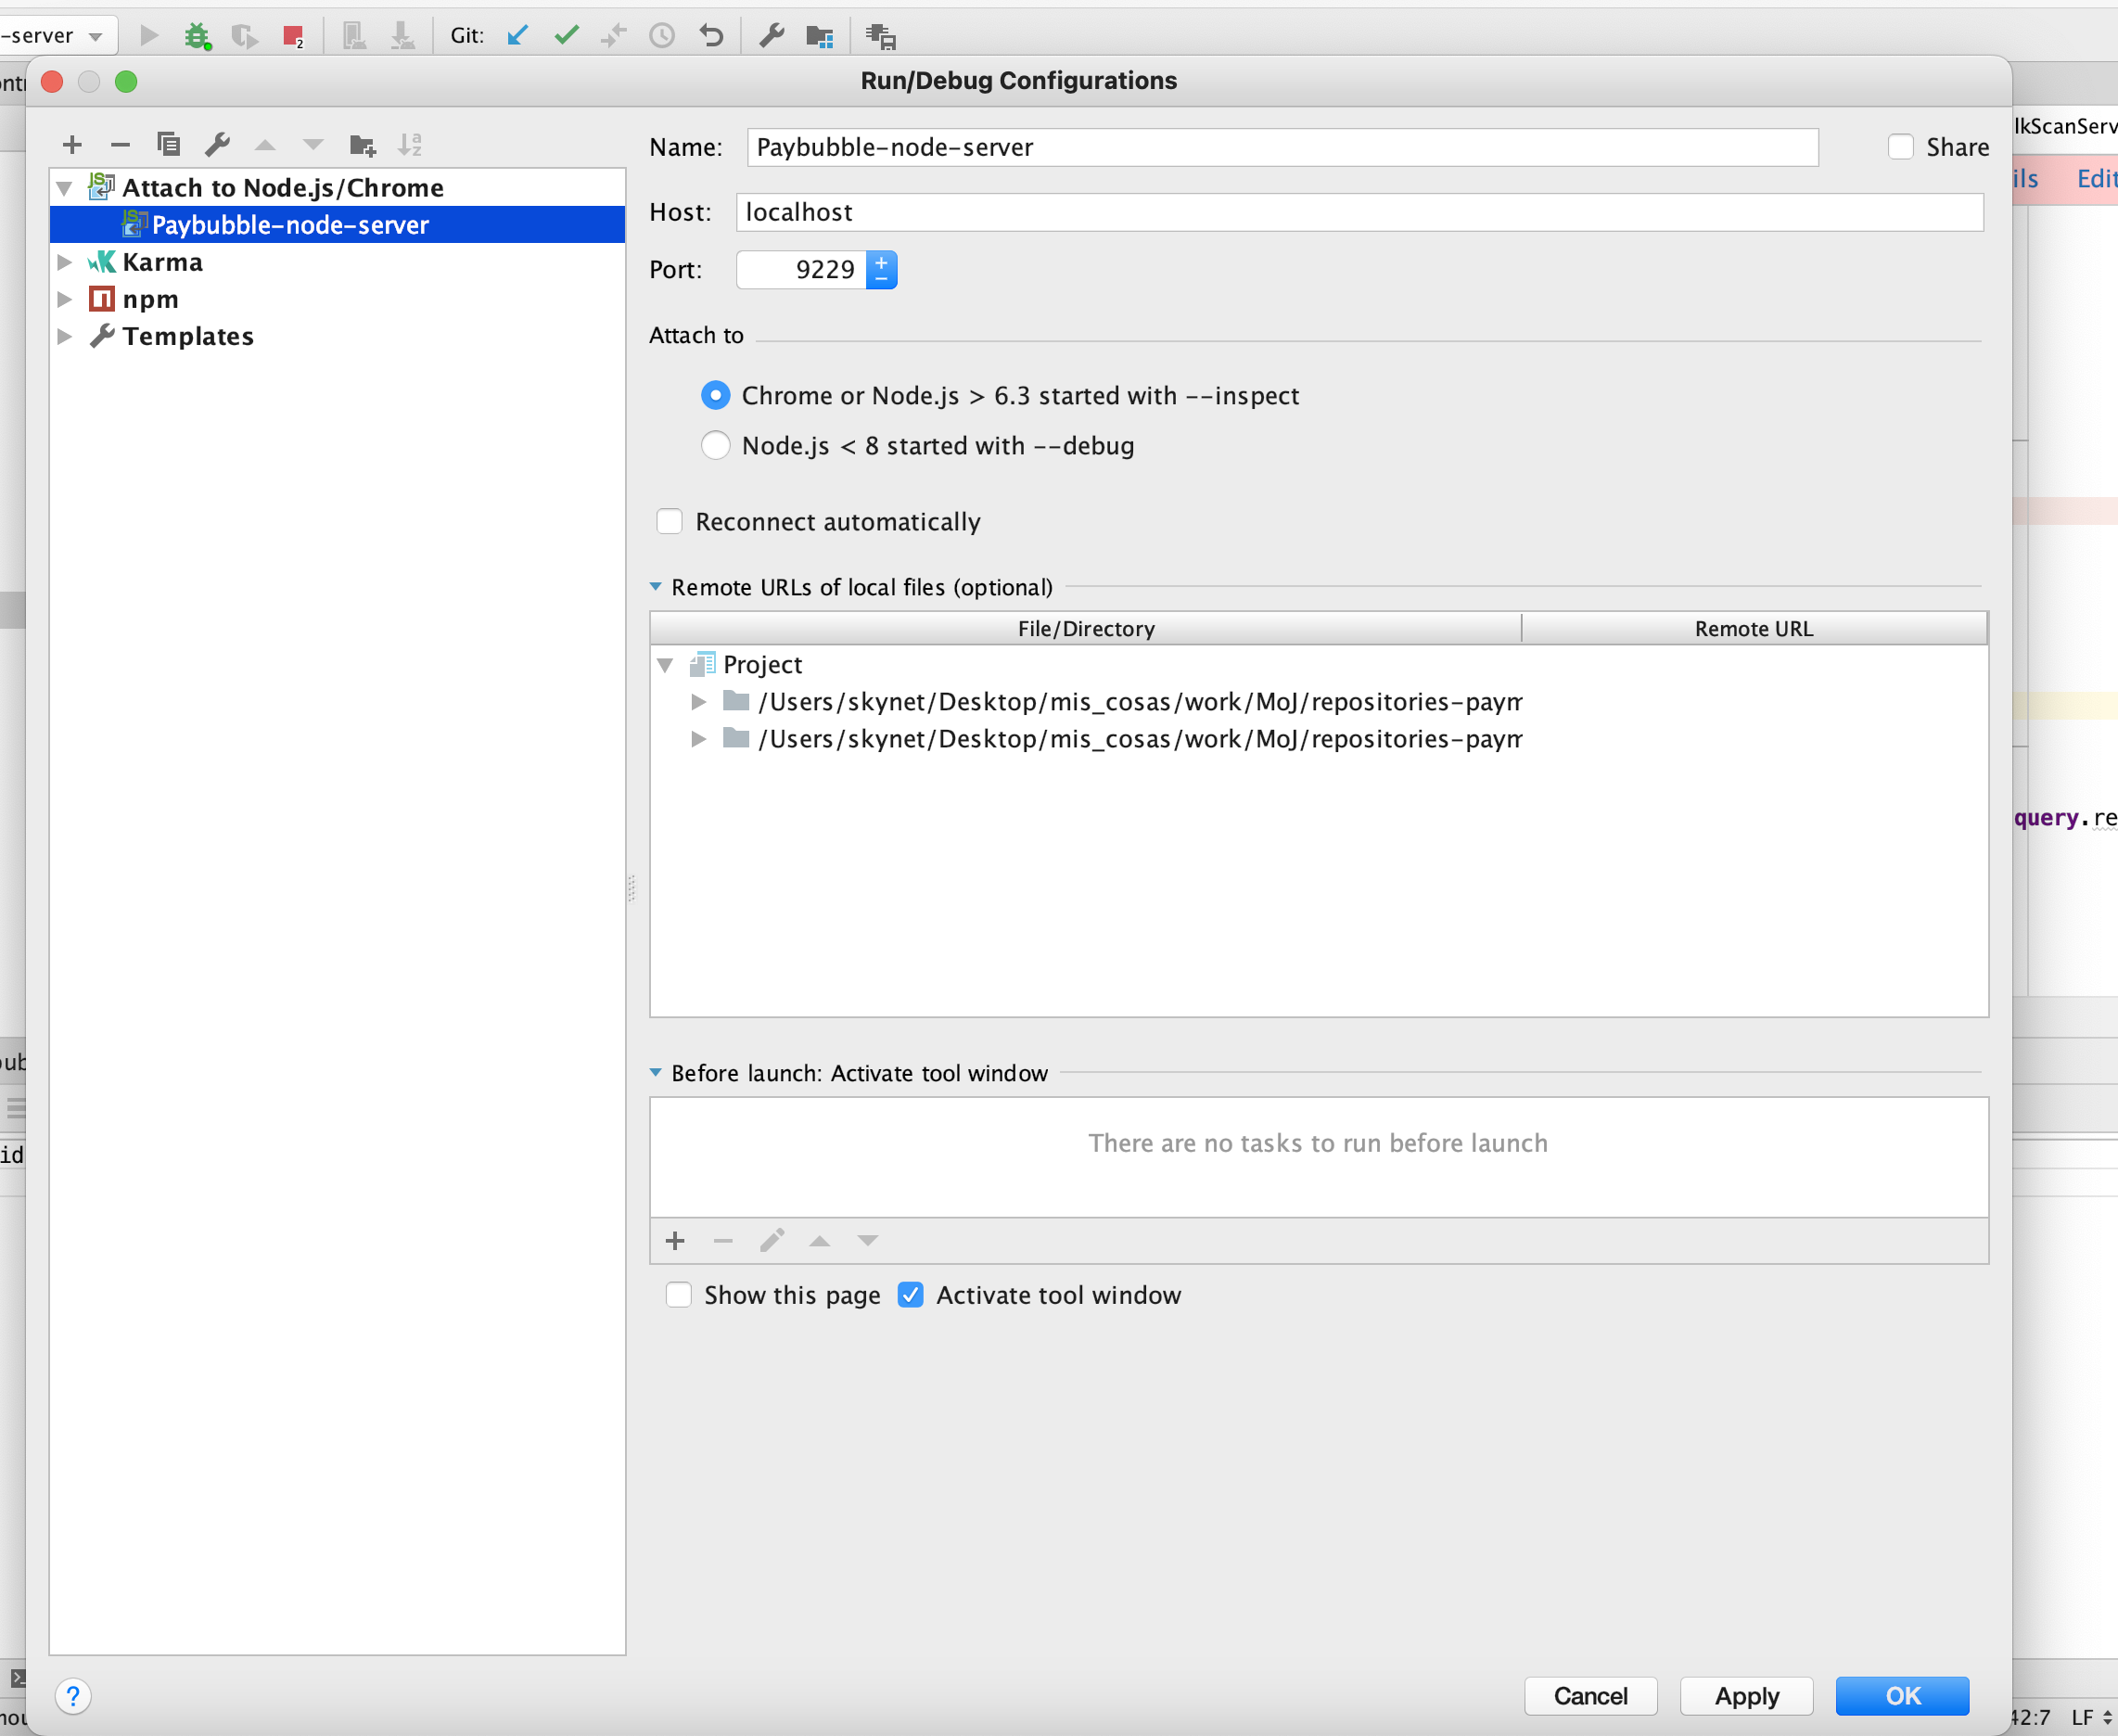 -server
2
Git:
Run/Debug Configurations
Attach to Node.js/Chrome
Paybubble-node-server
Karma
npm
Templates
Name: Paybubble-node-server
Share
Host: localhost
Port: 9229
Attach to
Chrome or Node.js > 6.3 started with --inspect
Node.js < 8 started with --debug
Reconnect automatically
Remote URLs of local files (optional)
File/Directory Remote URL
Project
/Users/skynet/Desktop/mis_cosas/work/MoJ/repositories-paym
/Users/skynet/Desktop/mis_cosas/work/MoJ/repositories-paym
Before launch: Activate tool window
There are no tasks to run before launch
Show this page Activate tool window
? Cancel Apply OK
lkScanServ
ils Edit
query.re
id
42:7 LF